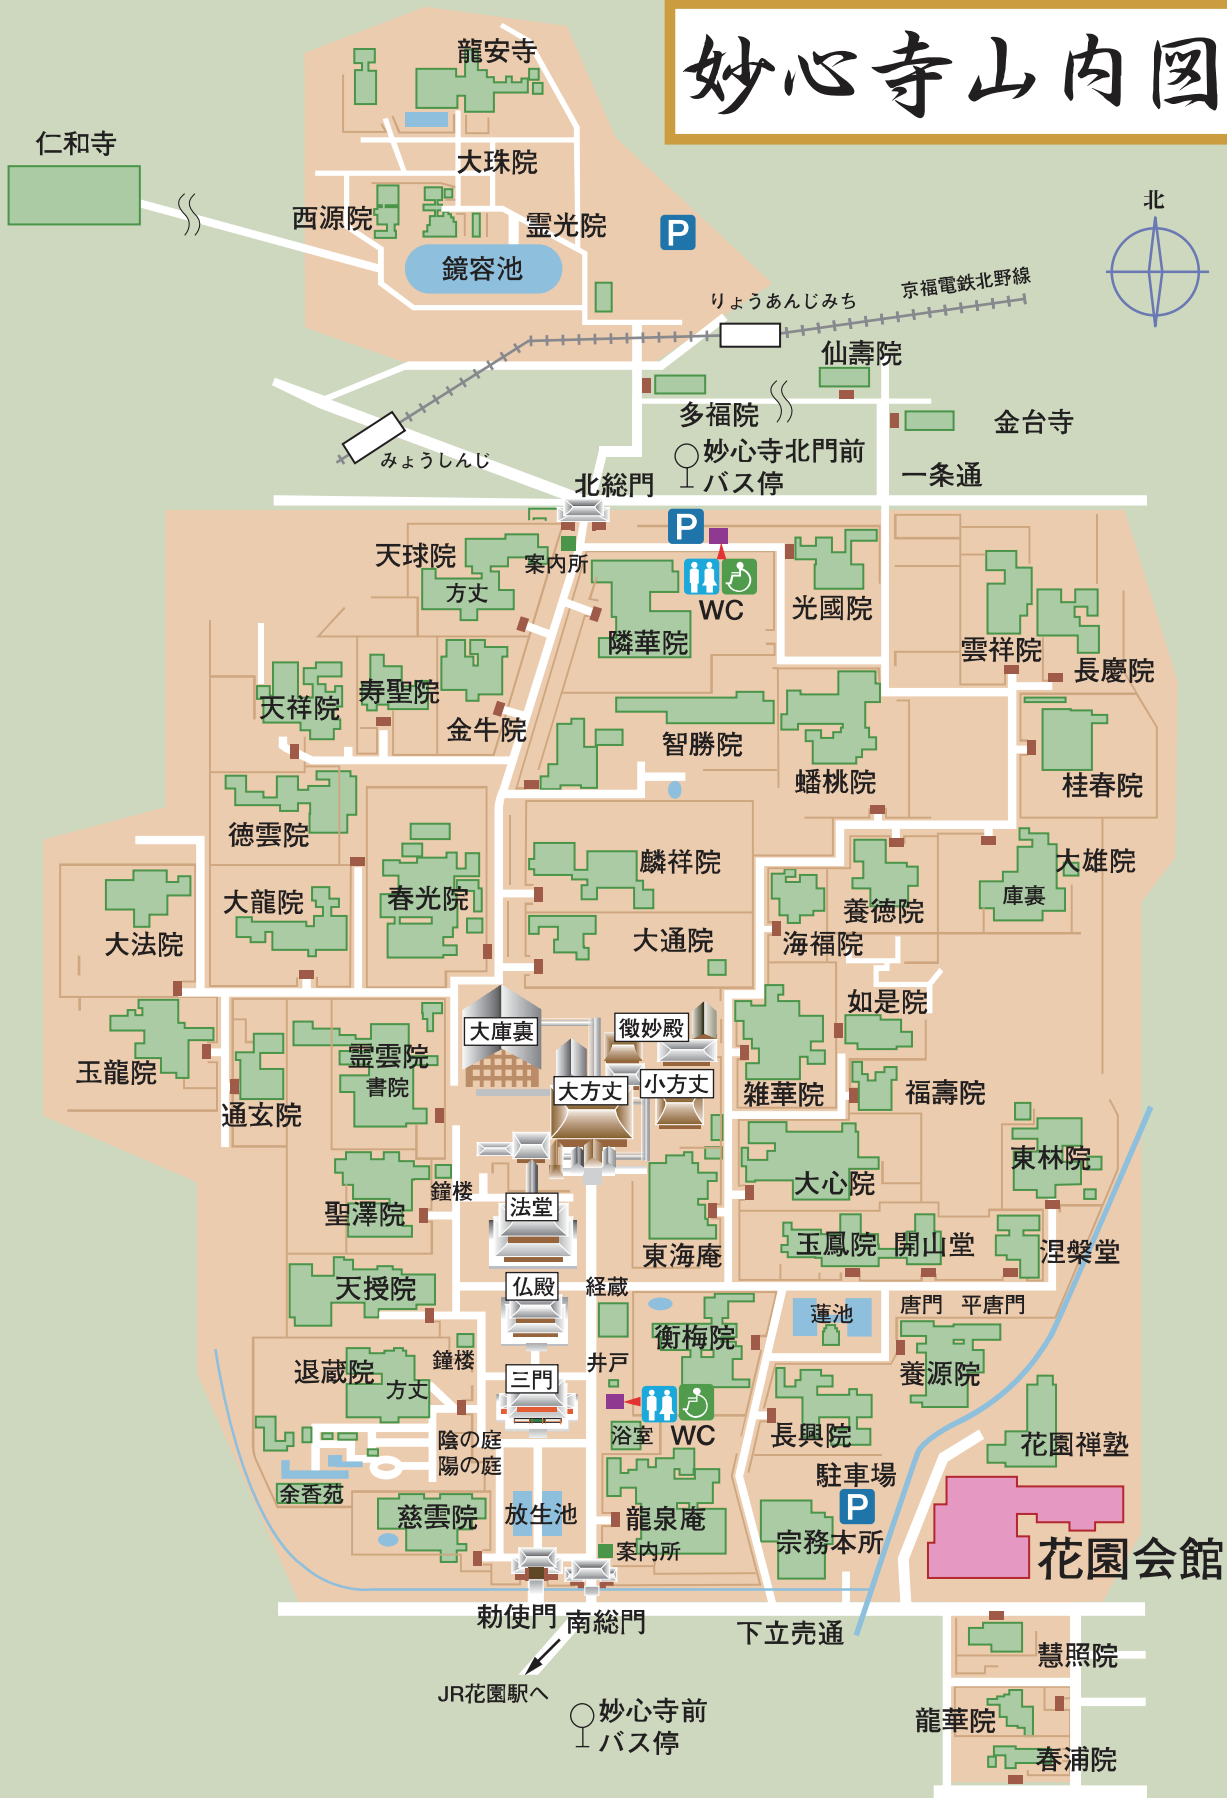 妙心寺山内図
龍安寺
仁和寺
大珠院
西源院
霊光院
鏡容池
P
北
りょうあんじみち
京福電鉄北野線
仙壽院
多福院
金台寺
みょうしんじ
妙心寺北門前
バス停
一条通
北総門
P
天球院
方丈
案内所
WC
光國院
隣華院
雲祥院
長慶院
天祥院
寿聖院
金牛院
智勝院
蟠桃院
桂春院
徳雲院
麟祥院
大雄院
庫裏
大龍院
春光院
養徳院
大法院
大通院
海福院
如是院
大庫裏
微妙殿
霊雲院
書院
玉龍院
大方丈
小方丈
雑華院
福壽院
通玄院
東林院
鐘楼
法堂
大心院
聖澤院
東海庵
玉鳳院
開山堂
涅槃堂
天授院
仏殿
経蔵
蓮池
唐門
平唐門
衡梅院
鐘楼
井戸
退蔵院
方丈
三門
養源院
浴室
WC
長興院
陰の庭
陽の庭
花園禅塾
駐車場
P
余香苑
慈雲院
放生池
龍泉庵
宗務本所
花園会館
案内所
勅使門
南総門
下立売通
慧照院
JR花園駅へ
妙心寺前
バス停
龍華院
春浦院